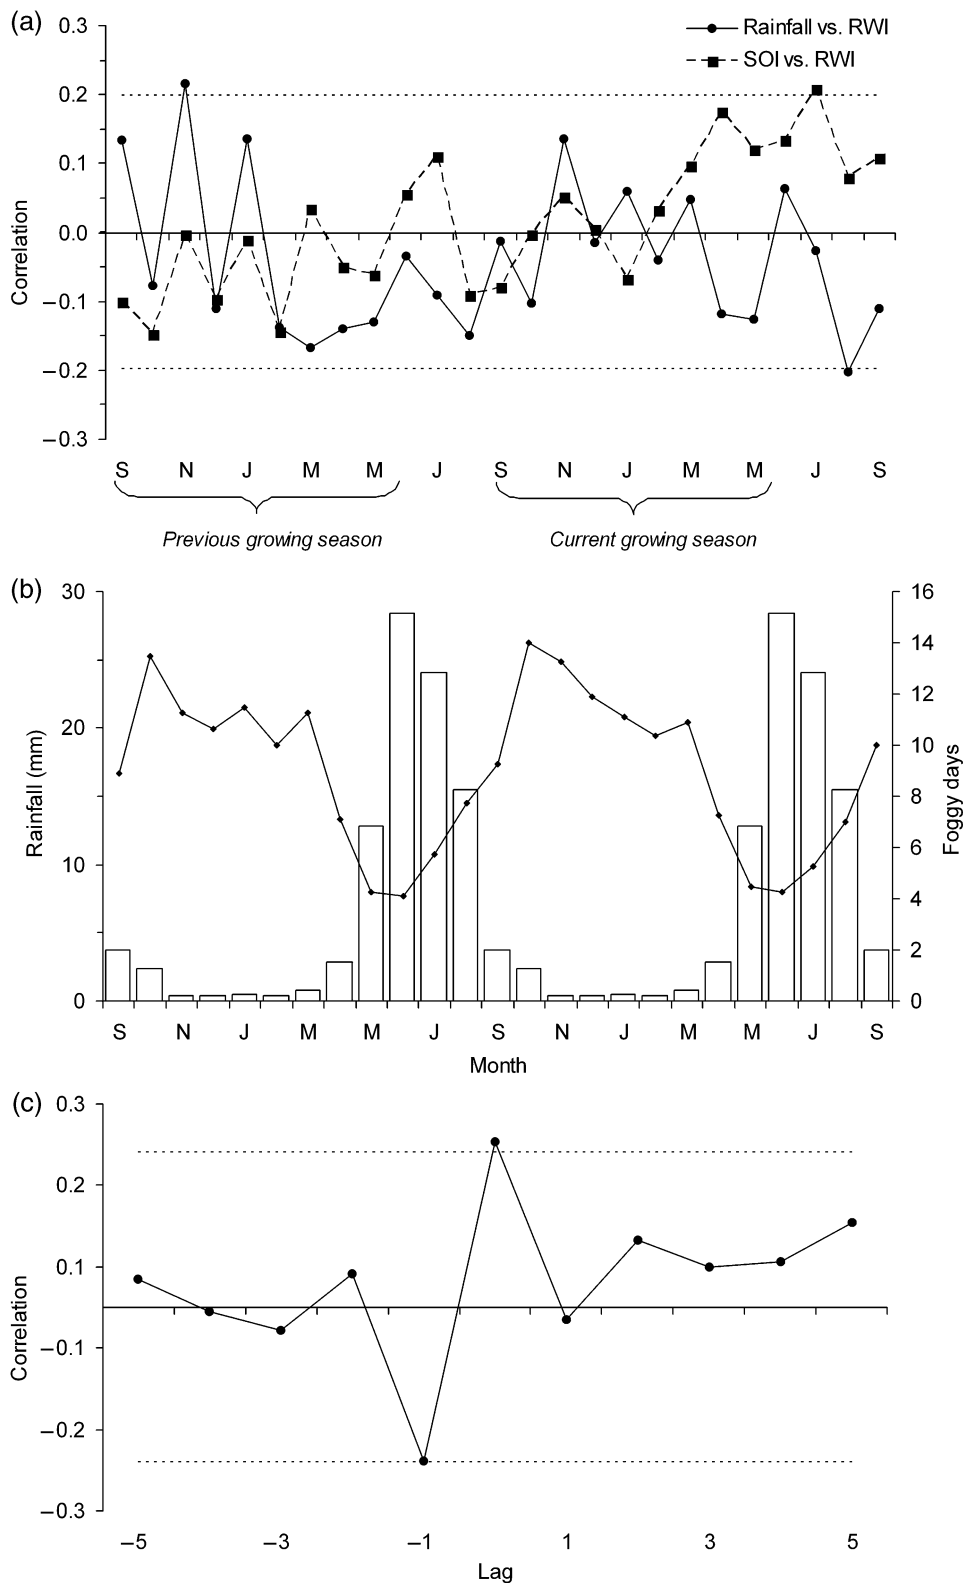 (a)
0.3
0.2
0.1
0.0
–0.1
–0.2
–0.3
Correlation
Rainfall vs. RWI
SOI vs. RWI
S N J M M J S N J M M J S
Previous growing season
Current growing season
(b)
30
20
10
0
Rainfall (mm)
16
14
12
10
8
6
4
2
0
Foggy days
S N J M M J S N J M M J S
Month
(c)
0.3
0.2
0.1
–0.1
–0.2
–0.3
Correlation
–5 –3 –1 1 3 5
Lag